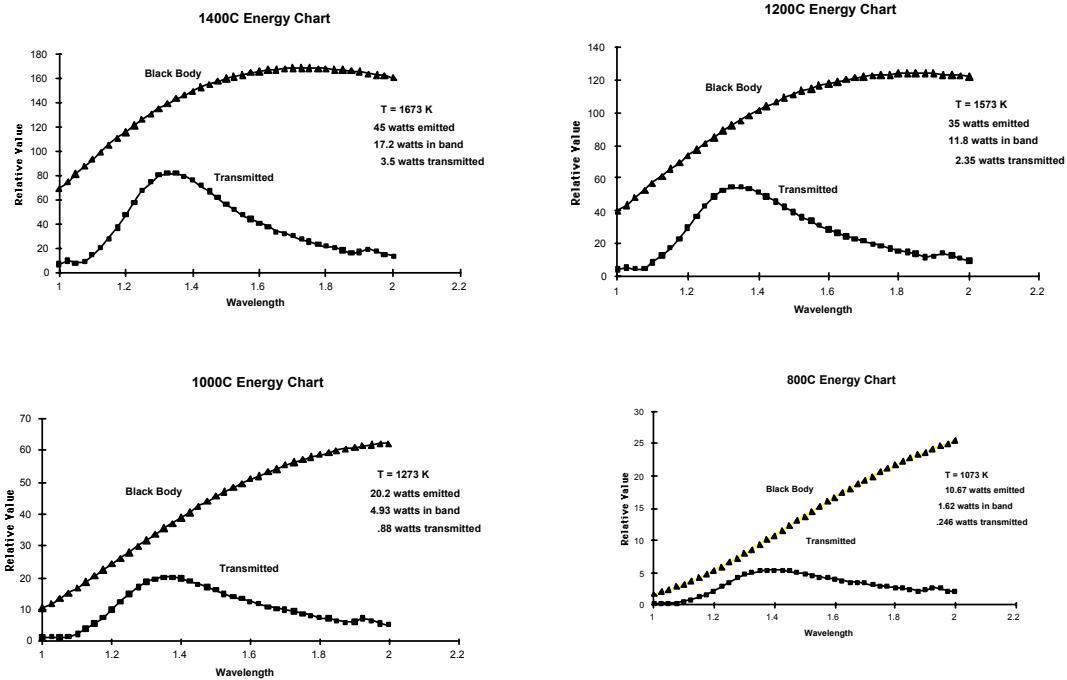 1400C Energy Chart
180
160
140
120
100
80
60
40
20
0
Relative Value
Black Body
T = 1673 K
45 watts emitted
17.2 watts in band
3.5 watts transmitted
Transmitted
1 1.2 1.4 1.6 1.8 2 2.2
Wavelength
1200C Energy Chart
140
120
100
80
60
40
20
0
Relative Value
Black Body
T = 1573 K
35 watts emitted
11.8 watts in band
2.35 watts transmitted
Transmitted
1 1.2 1.4 1.6 1.8 2 2.2
Wavelength
1000C Energy Chart
70
60
50
40
30
20
10
0
Relative Value
Black Body
T = 1273 K
20.2 watts emitted
4.93 watts in band
.88 watts transmitted
Transmitted
1 1.2 1.4 1.6 1.8 2 2.2
Wavelength
800C Energy Chart
30
25
20
15
10
5
0
Relative Value
Black Body
T = 1073 K
10.67 watts emitted
1.62 watts in band
.246 watts transmitted
Transmitted
1 1.2 1.4 1.6 1.8 2 2.2
Wavelength